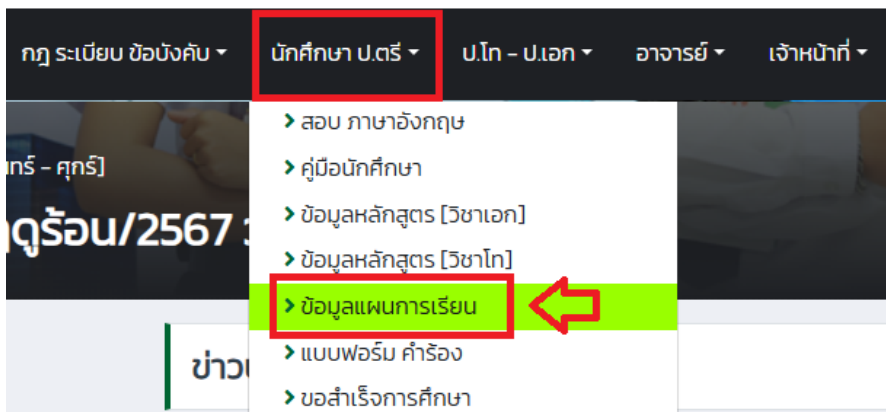 กฎ ระเบียบ ข้อบังคับ นักศึกษา ป.ตรี ป.โท - ป.เอก อาจารย์ เจ้าหน้าที่
สอบ ภาษาอังกฤษ
คู่มือนักศึกษา
- ศุกร์]
ข้อมูลหลักสูตร [วิชาเอก]
ดูร้อน/2567
ข้อมูลหลักสูตร [วิชาโท]
ข้อมูลแผนการเรียน
แบบฟอร์ม คำร้อง
ข่าว
ขอสำเร็จการศึกษา